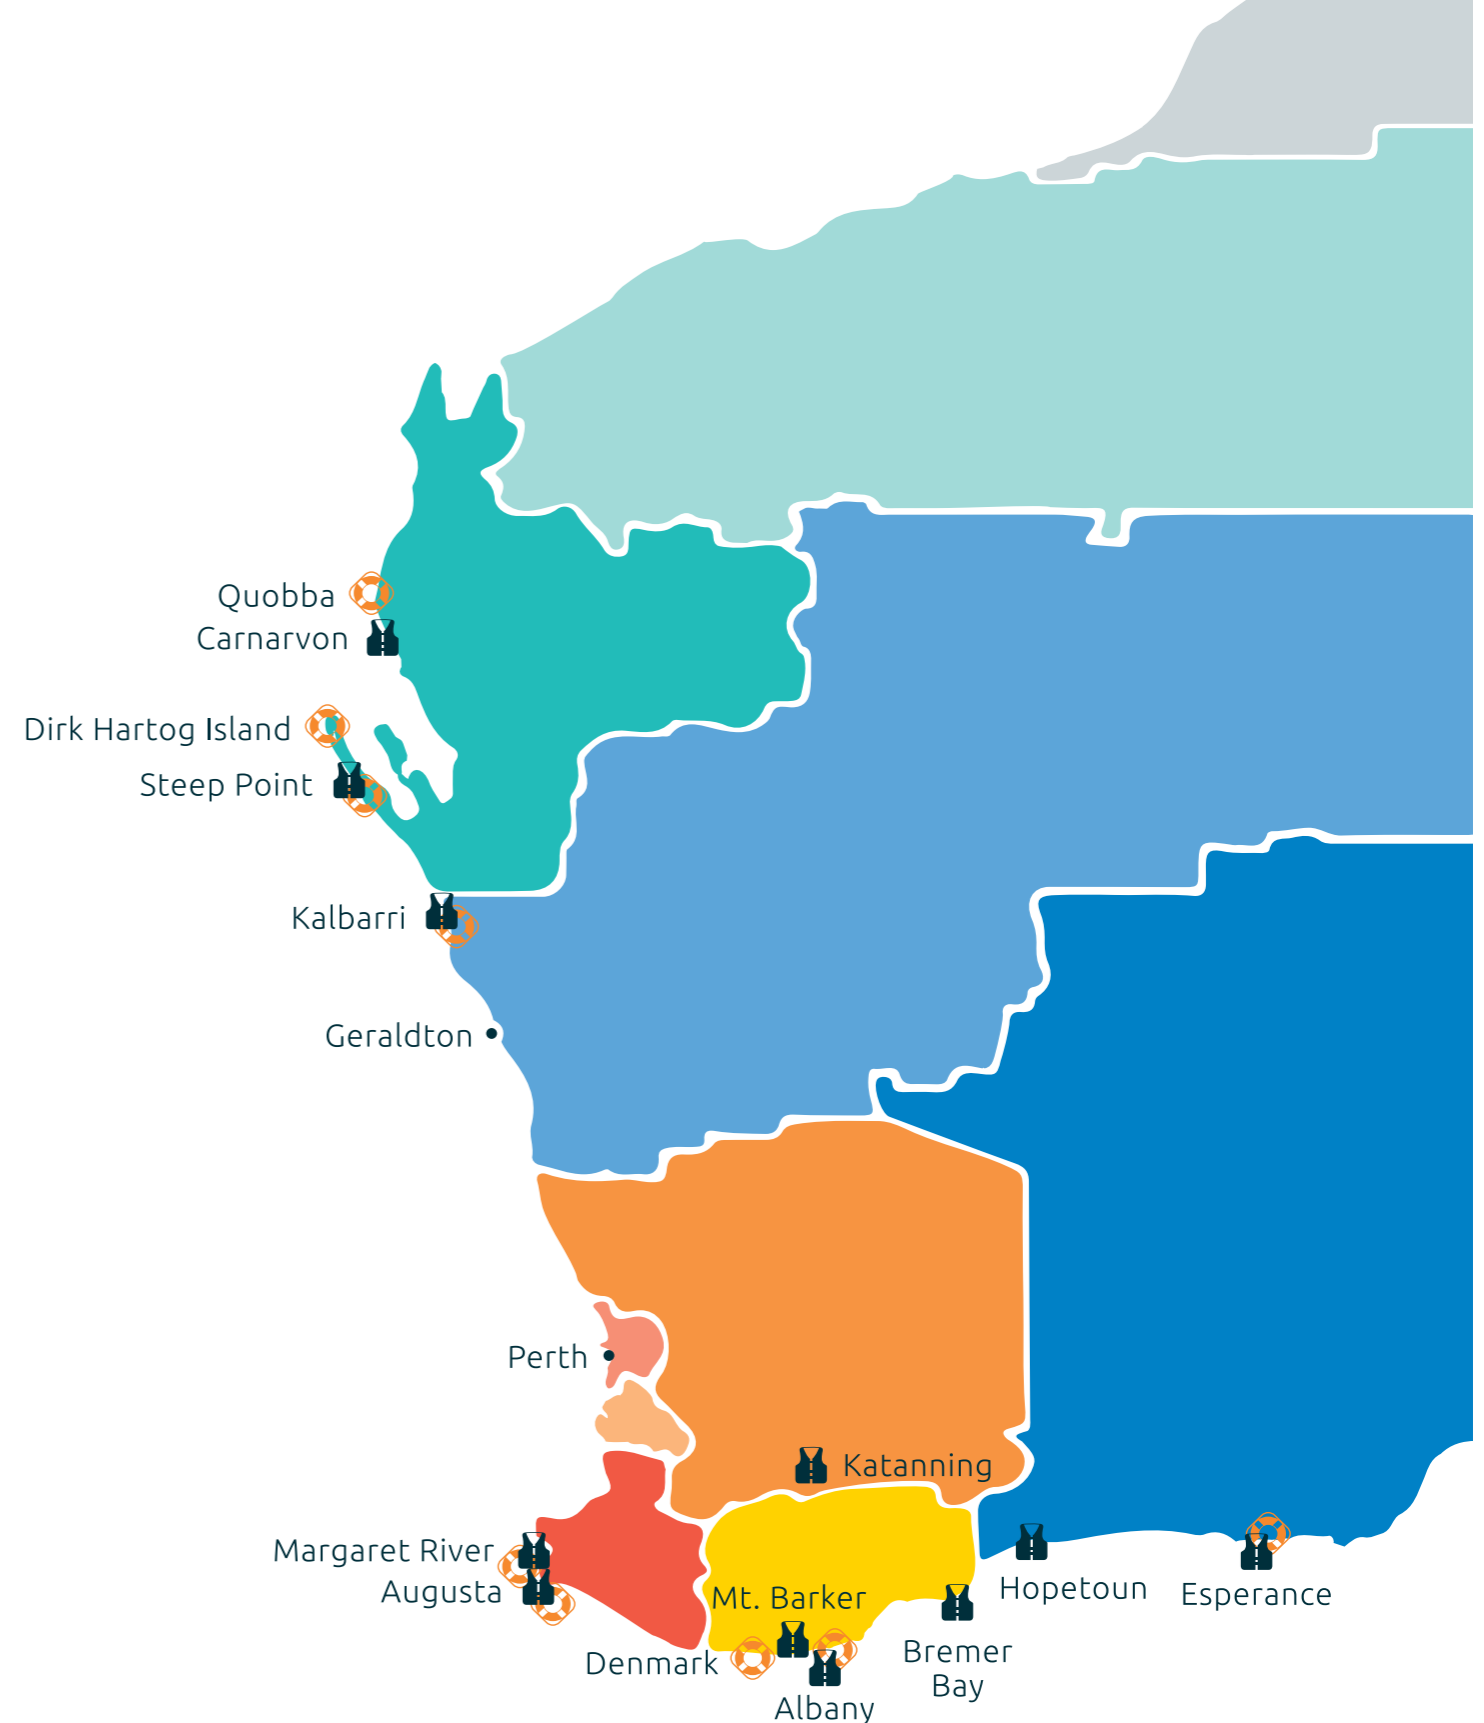 Quobba
Carnarvon
Dirk Hartog Island
Steep Point
Kalbarri
Geraldton
Perth
Katanning
Margaret River
Augusta
Mt. Barker
Hopetoun
Esperance
Denmark
Bremer
Bay
Albany